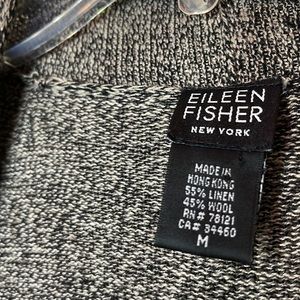 EILEEN
FISHER
NEW YORK
MADE IN
HONG KONG
55% LINEN
45% WOOL
RN# 78121
CA# 34460
M